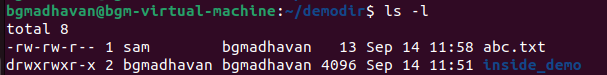 bgmadhavan@bgm-virtual-machine:~/demodir$ ls -l
total 8
-rw-rw-r-- 1 sam        bgmadhavan   13 Sep 14 11:58 abc.txt
drwxrwxr-x 2 bgmadhavan bgmadhavan 4096 Sep 14 11:51 inside_demo